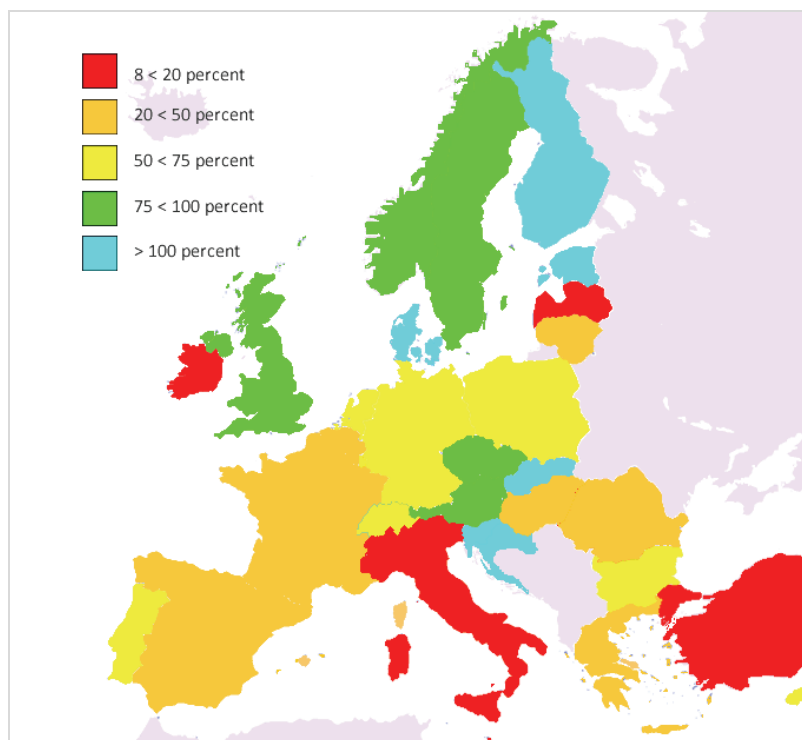 8 < 20 percent
20 < 50 percent
50 < 75 percent
75 < 100 percent
> 100 percent